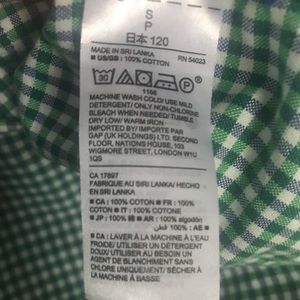 S
P
日本 120
MADE IN SRI LANKA RN 54023
■ US/GB : 100% COTTON
30
P
1166
MACHINE WASH COLD/ USE MILD
DETERGENT/ ONLY NON-CHLORINE
BLEACH WHEN NEEDED/ TUMBLE
DRY LOW/ WARM IRON
IMPORTED BY/ IMPORTE PAR
GAP (UK HOLDINGS) LTD. SECOND
FLOOR, NATIONS HOUSE, 103
WIGMORE STREET, LONDON W1U
1QS
CA 17897
FABRIQUE AU SRI LANKA/ HECHO
EN SRI LANKA
■ CA : 100% COTON ■ FR : 100%
COTON ■ IT : 100% COTONE
■ JP : 100% 綿 ■ AR : 100% algodón
■ AE : 100% قطن
■ CA : LAVER À LA MACHINE À L'EAU
FROIDE/ UTILISER UN DÉTERGENT
DOUX/ UTILISER AU BESOIN UN
AGENT DE BLANCHIMENT SANS
CHLORE UNIQUEMENT/ SÉCHER À
LA MACHINE À BASSE